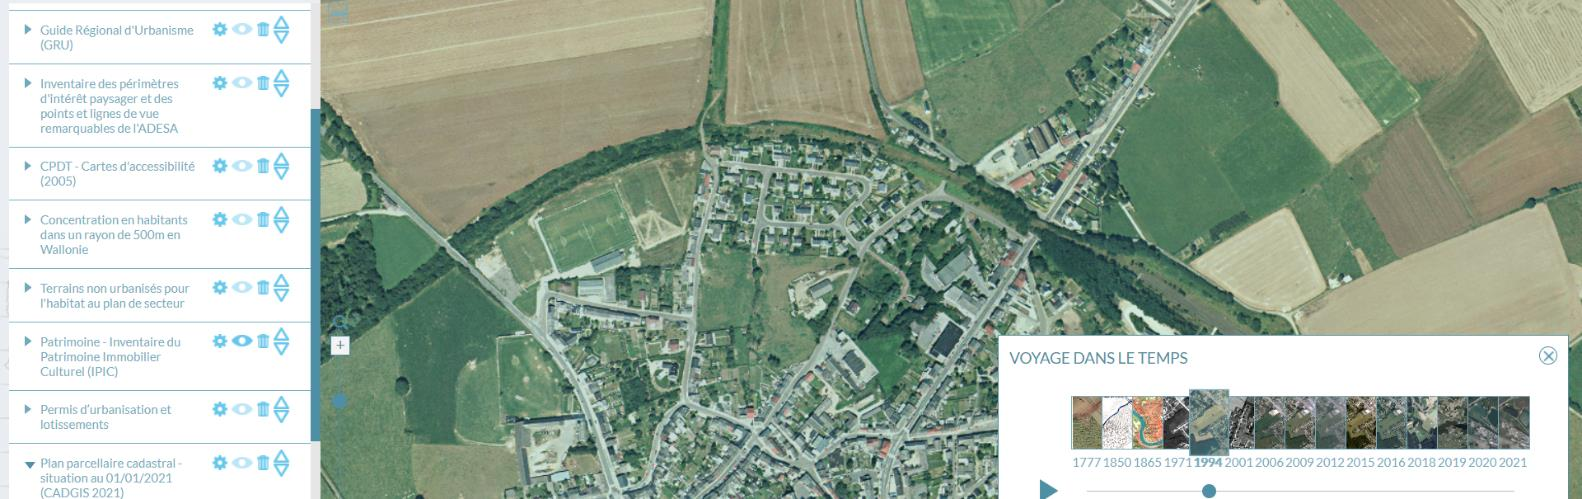 Guide Régional d'Urbanisme
(GRU)
Inventaire des périmètres
d'intérêt paysager et des
points et lignes de vue
remarquables de l'ADESA
CPDT - Cartes d'accessibilité
(2005)
Concentration en habitants
dans un rayon de 500m en
Wallonie
Terrains non urbanisés pour
l'habitat au plan de secteur
Patrimoine - Inventaire du
Patrimoine Immobilier
Culturel (IPIC)
Permis d'urbanisation et
lotissements
Plan parcellaire cadastral -
situation au 01/01/2021
(CADGIS 2021)
+
VOYAGE DANS LE TEMPS
1777 1850 1865 1971 1994 2001 2006 2009 2012 2015 2016 2018 2019 2020 2021